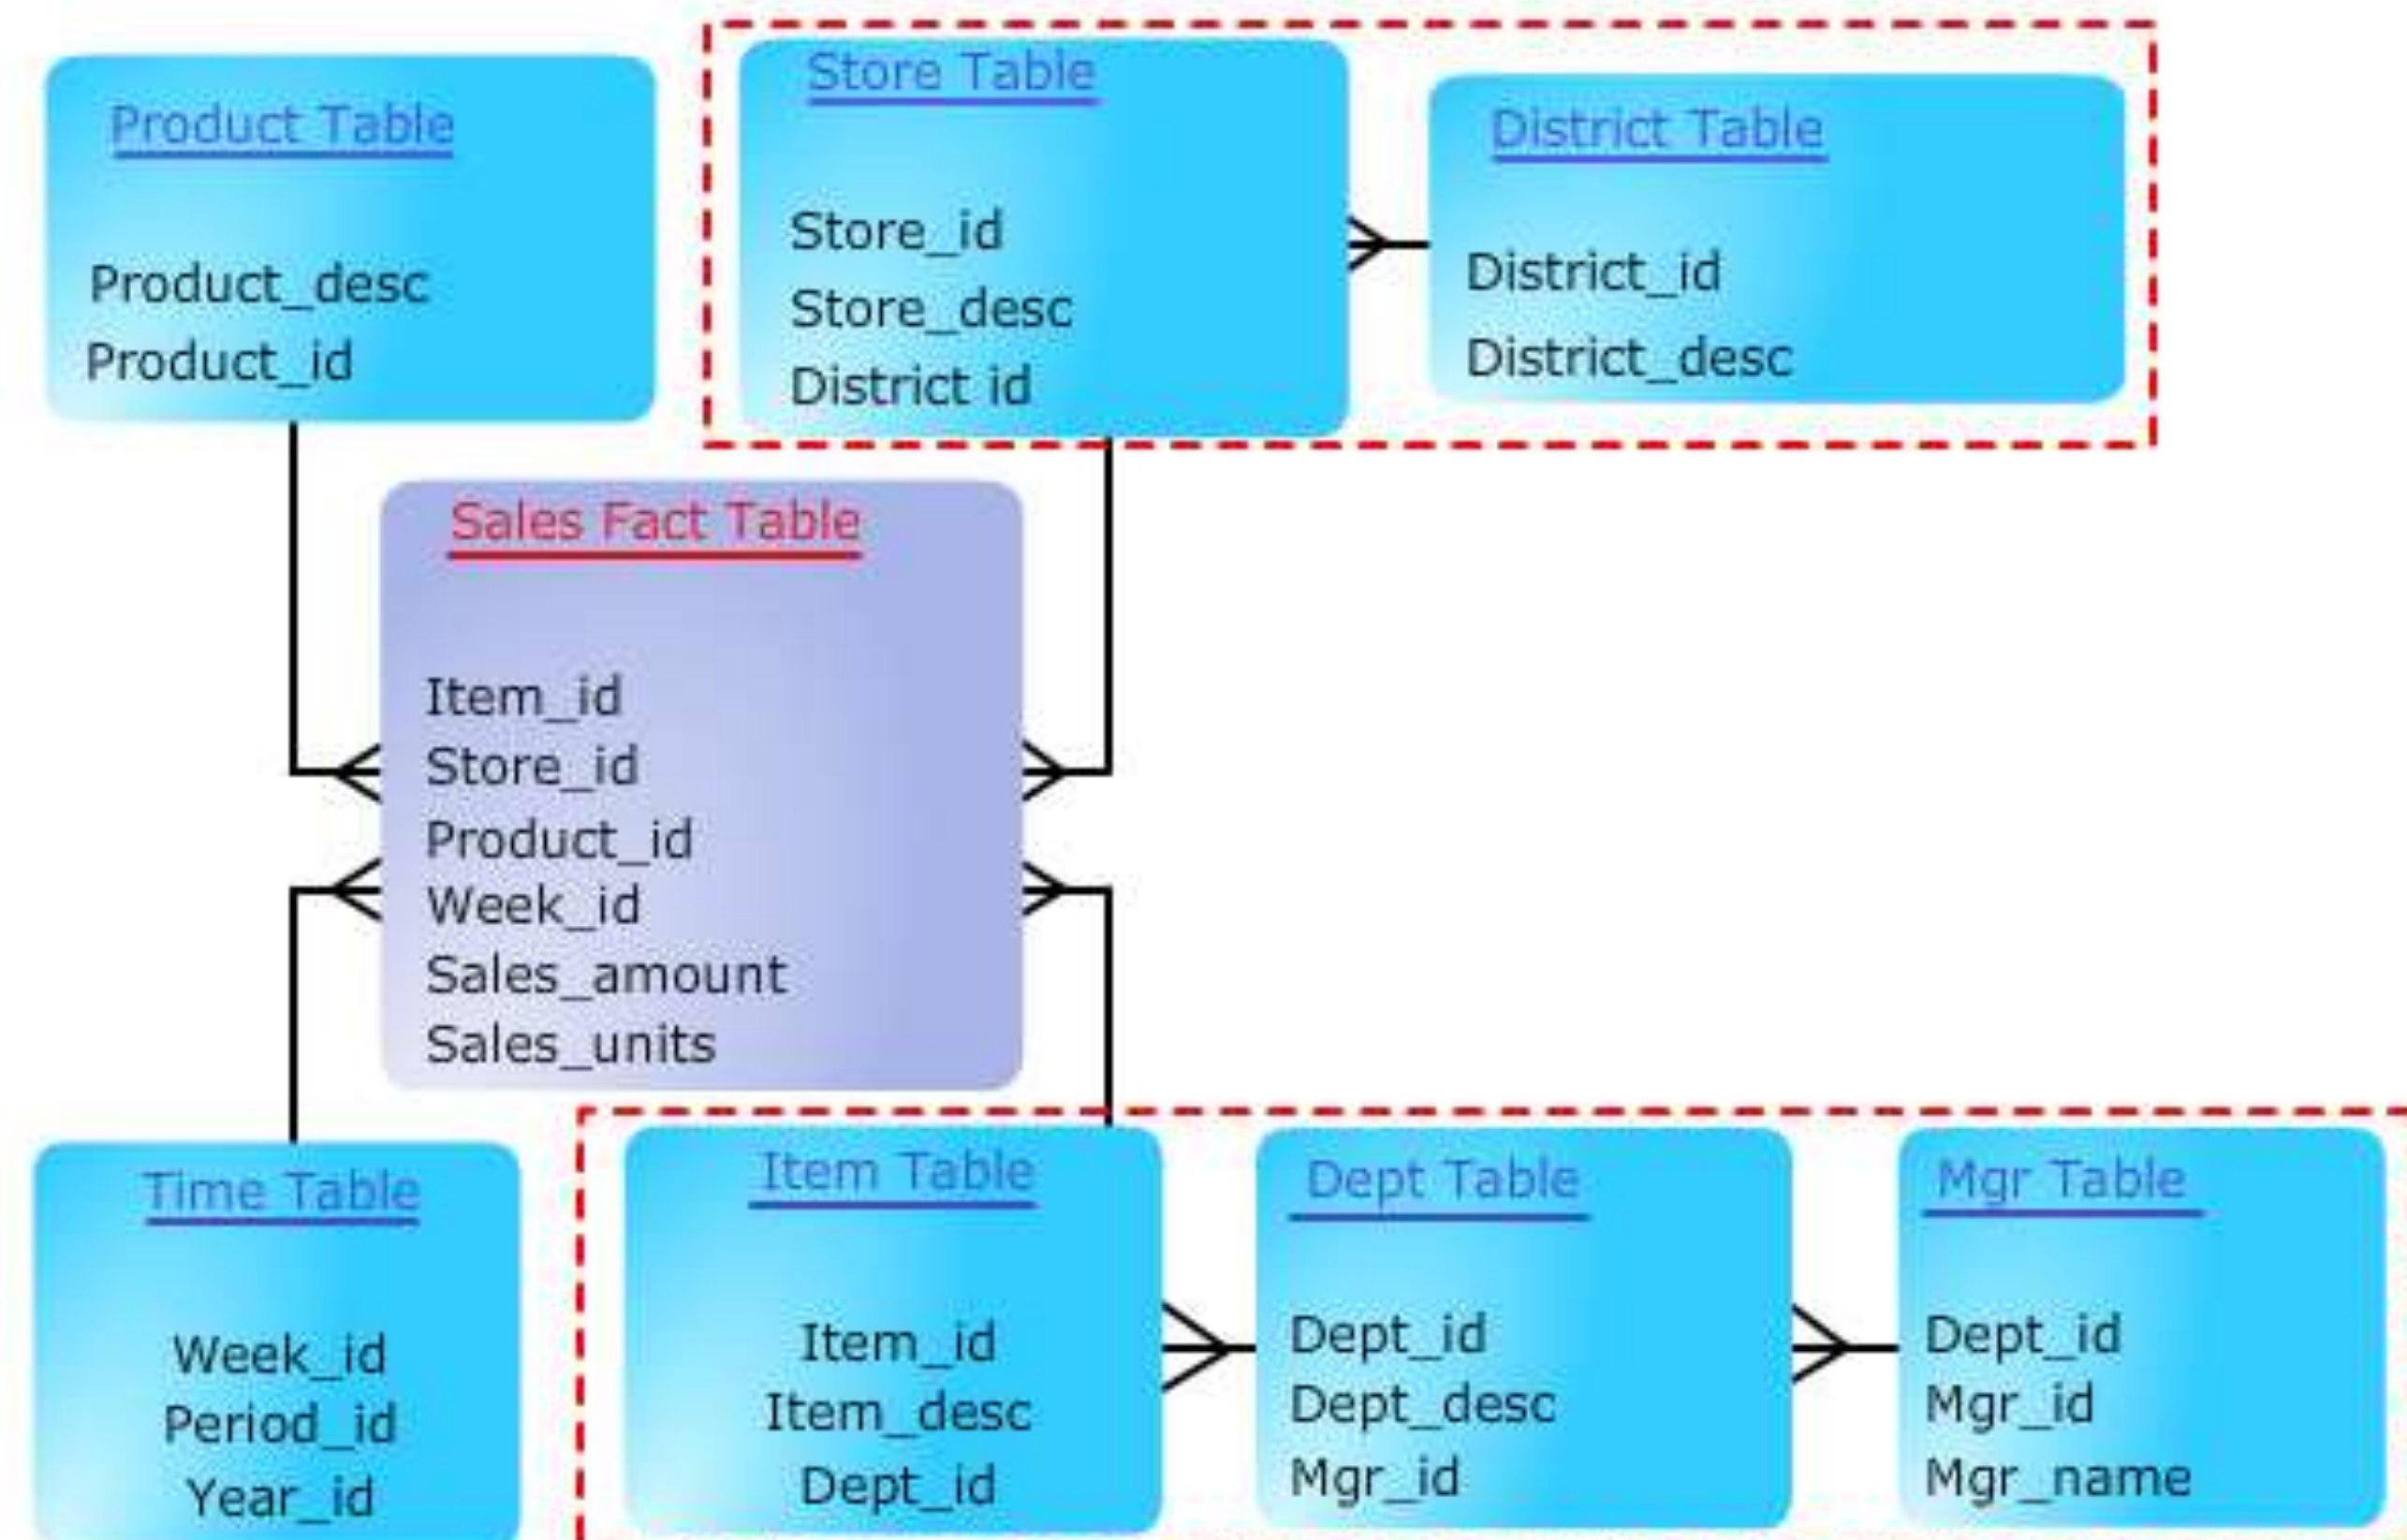 Product Table
Product_desc
Product_id
Store Table
Store_id
Store_desc
District id
District Table
District_id
District_desc
Sales Fact Table
Item_id
Store_id
Product_id
Week_id
Sales_amount
Sales_units
Time Table
Week_id
Period_id
Year_id
Item Table
Item_id
Item_desc
Dept_id
Dept Table
Dept_id
Dept_desc
Mgr_id
Mgr Table
Dept_id
Mgr_id
Mgr_name